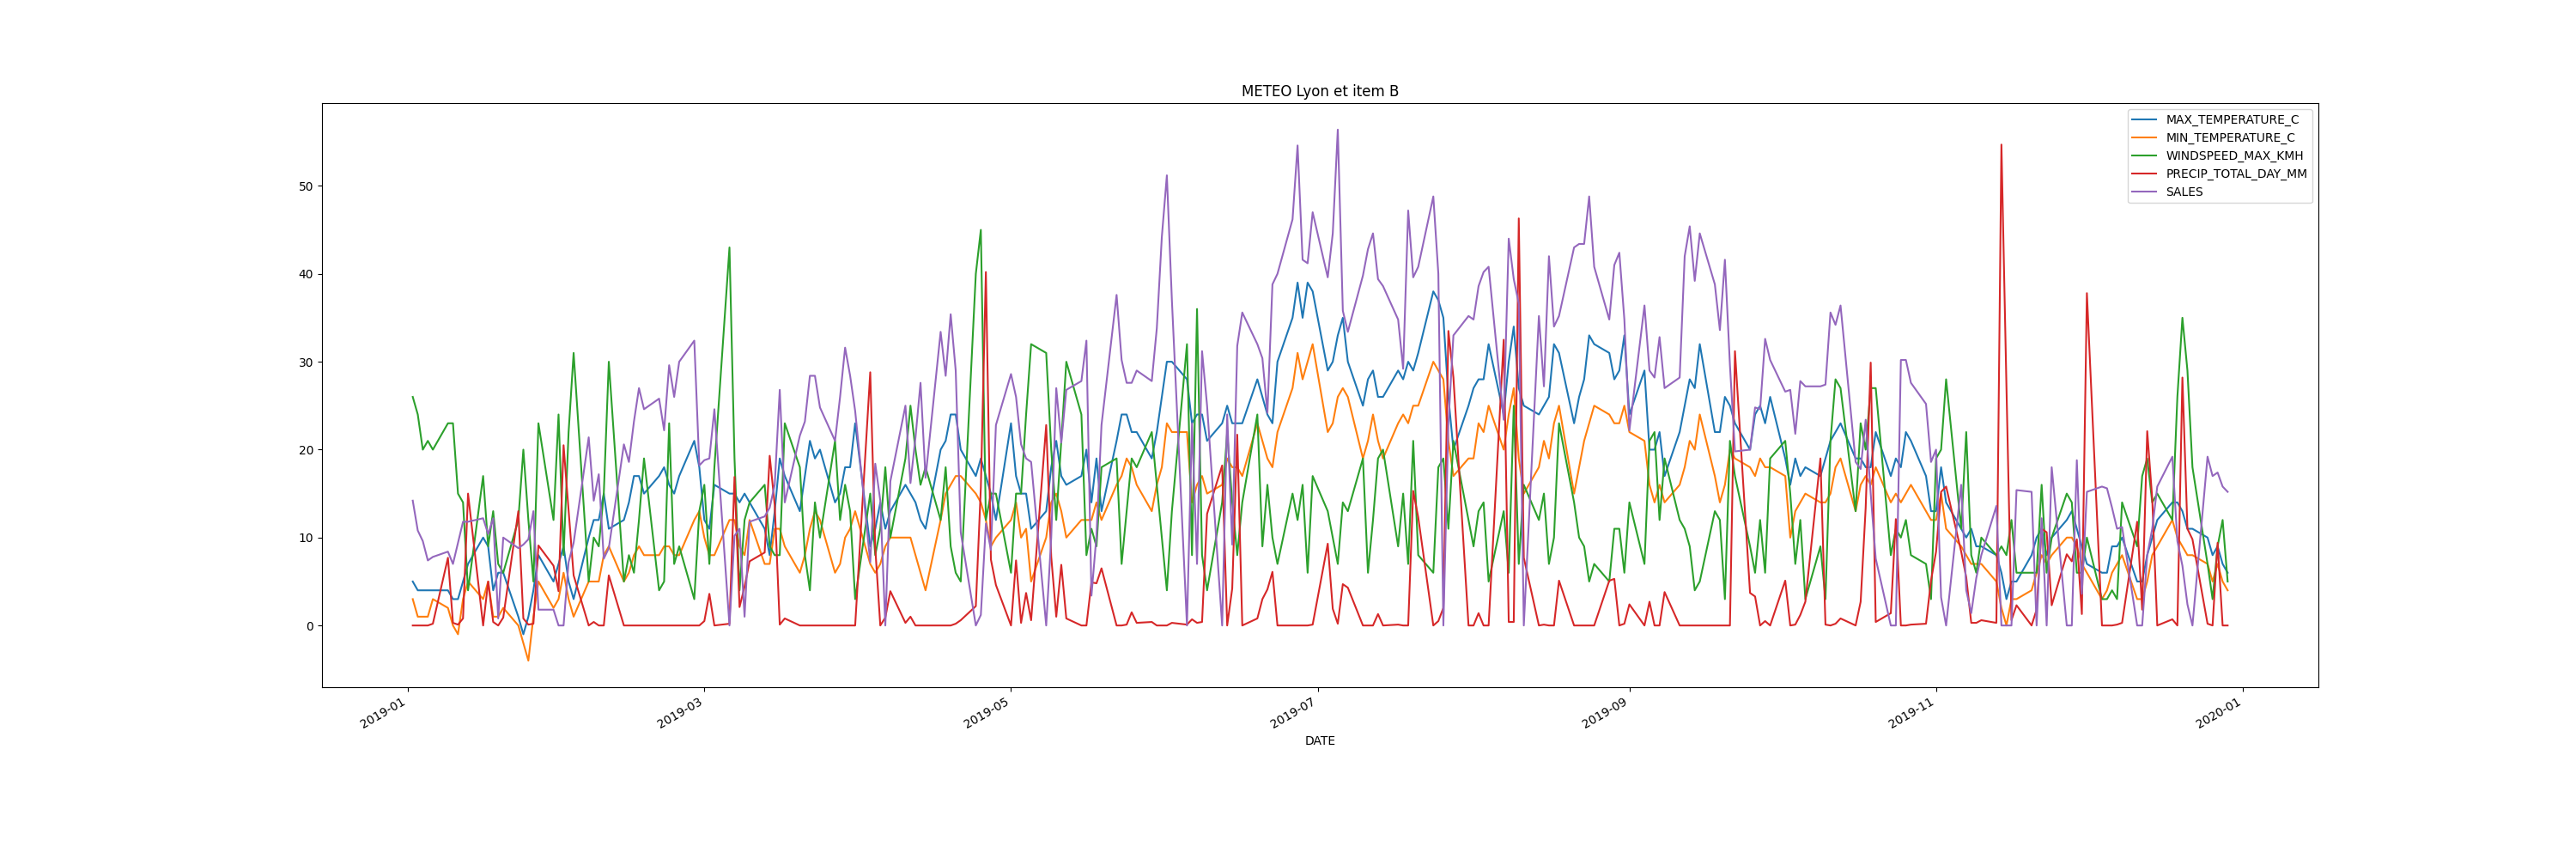 METEO Lyon et item B
MAX_TEMPERATURE_C
MIN_TEMPERATURE_C
WINDSPEED_MAX_KMH
PRECIP_TOTAL_DAY_MM
SALES
50
40
30
20
10
0
2019-01
2019-03
2019-05
2019-07
2019-09
2019-11
2020-01
DATE